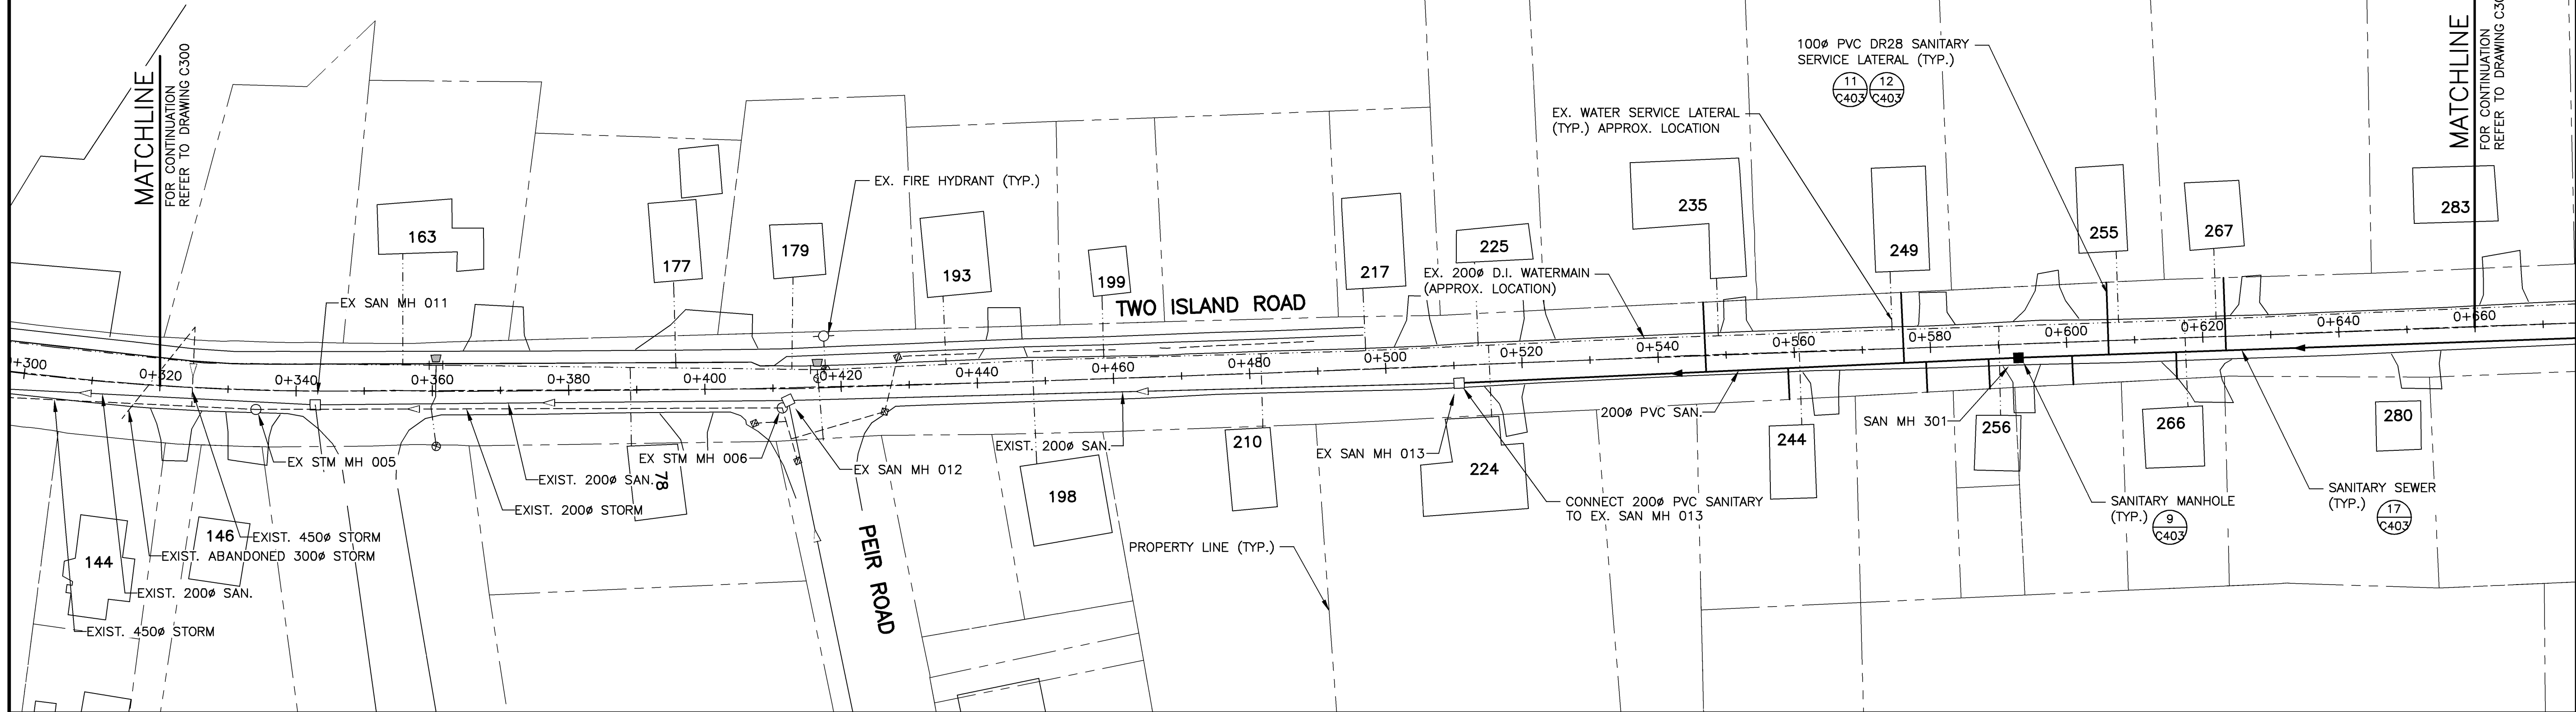 MATCHLINE
FOR CONTINUATION
REFER TO DRAWING C300
MATCHLINE
FOR CONTINUATION
100ø PVC DR28 SANITARY
SERVICE LATERAL (TYP.)
11
C403
12
C403
EX. WATER SERVICE LATERAL
(TYP.) APPROX. LOCATION
EX. FIRE HYDRANT (TYP.)
163
177
179
193
199
217
225
235
249
255
267
283
EX. 200ø D.I. WATERMAIN
(APPROX. LOCATION)
EX SAN MH 011
TWO ISLAND ROAD
0+300
0+320
0+340
0+360
0+380
0+400
0+420
0+440
0+460
0+480
0+500
0+520
0+540
0+560
0+580
0+600
0+620
0+640
0+660
200ø PVC SAN.
SAN MH 301
EX STM MH 005
EX STM MH 006
EX SAN MH 012
EXIST. 200ø SAN.
EX SAN MH 013
EXIST. 200ø SAN.
78
EXIST. 200ø STORM
210
224
244
256
266
280
198
CONNECT 200ø PVC SANITARY
TO EX. SAN MH 013
SANITARY MANHOLE
(TYP.)
9
C403
SANITARY SEWER
(TYP.)
17
C403
PEIR ROAD
PROPERTY LINE (TYP.)
146
EXIST. 450ø STORM
EXIST. ABANDONED 300ø STORM
144
EXIST. 200ø SAN.
EXIST. 450ø STORM